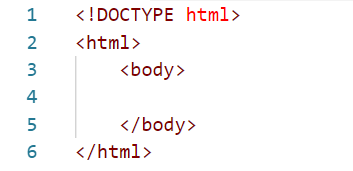 1 <!DOCTYPE html>
2 <html>
3     <body>
4
5     </body>
6 </html>